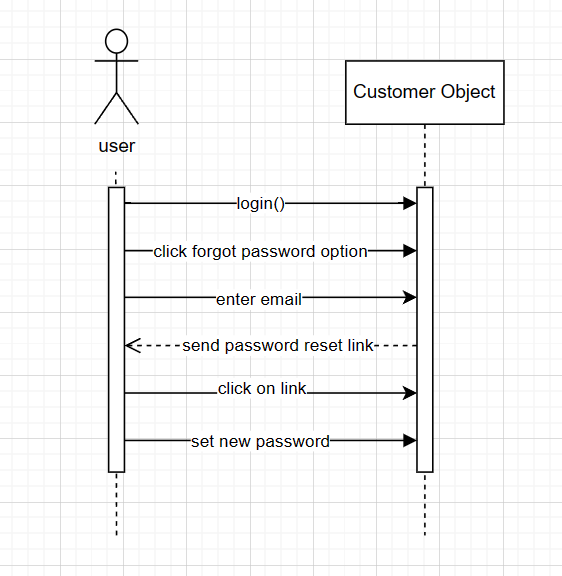 Customer Object
user
login()
click forgot password option
enter email
send password reset link
click on link
set new password